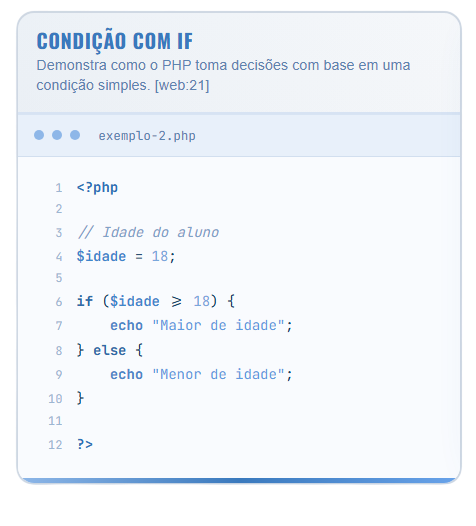 CONDIÇÃO COM IF
Demonstra como o PHP toma decisões com base em uma
condição simples. [web:21]
exemplo-2.php
1 <?php
2
3 // Idade do aluno
4 $idade = 18;
5
6 if ($idade >= 18) {
7     echo "Maior de idade";
8 } else {
9     echo "Menor de idade";
10 }
11
12 ?>